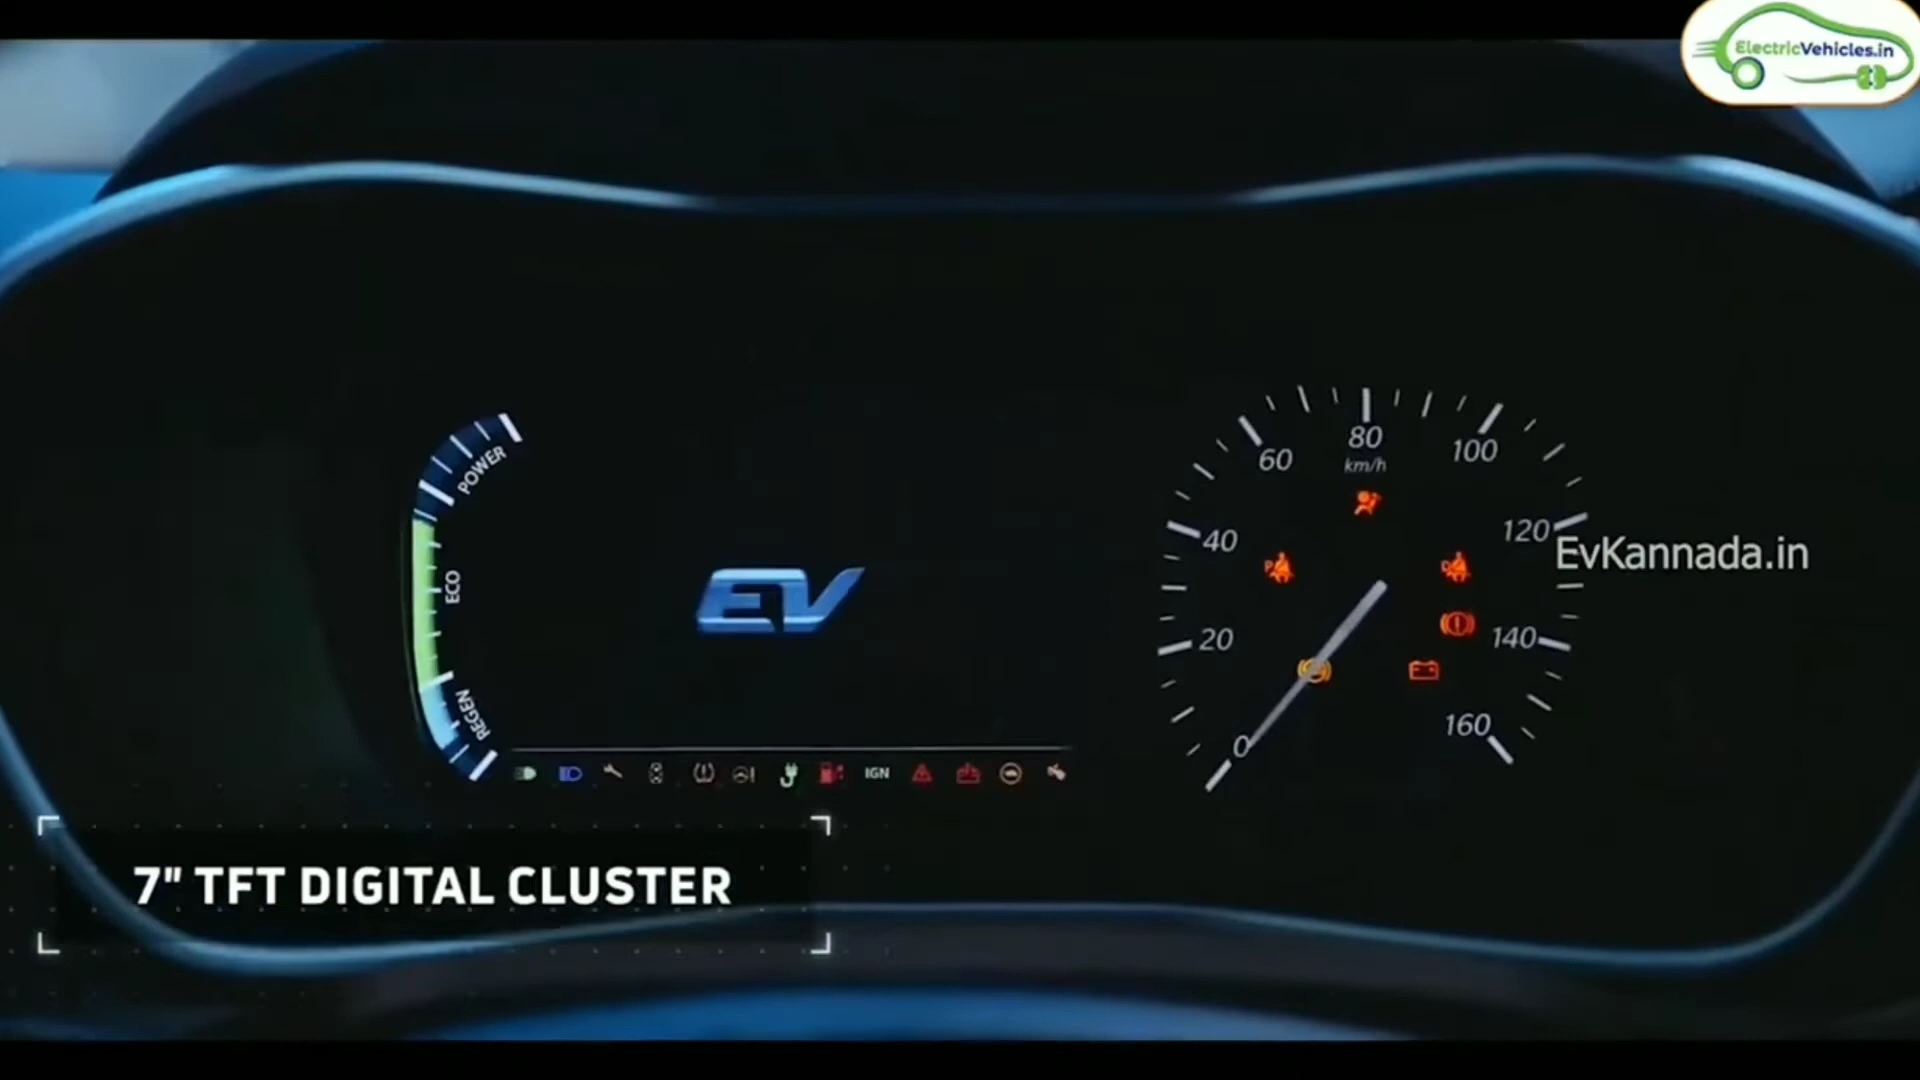 ElectricVehicles.in
POWER
ECO
REGEN
EV
IGN
0
20
40
60
80
km/h
100
120
140
160
EvKannada.in
7" TFT DIGITAL CLUSTER